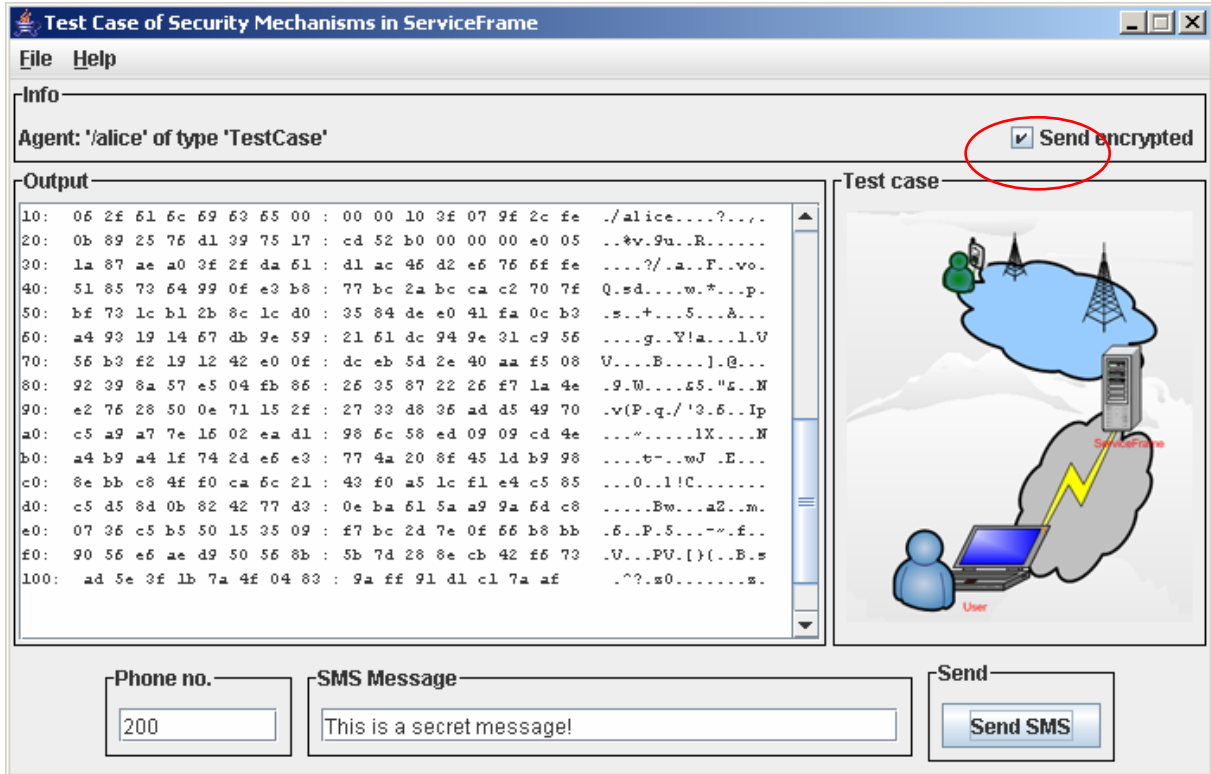 Test Case of Security Mechanisms in ServiceFrame
File Help
Info
Agent: '/alice' of type 'TestCase'
Send encrypted
Output
10: 06 2f 61 6c 69 63 65 00 : 00 00 10 3f 07 9f 2c fe ./alice....?..,.
20: 0b 89 25 76 d1 39 75 17 : cd 52 b0 00 00 00 e0 05 ..%v.9u..R......
30: 1a 87 ae a0 3f 2f da 61 : d1 ac 46 d2 e6 76 6f fe ....?/.a..F..vo.
40: 51 85 73 64 99 0f e3 b8 : 77 bc 2a bc ca c2 70 7f Q.sd....w.*...p.
50: bf 73 1c b1 2b 8c 1c d0 : 35 84 de e0 41 fa 0c b3 .s..+...5...A...
60: a4 93 19 14 67 db 9e 59 : 21 61 dc 94 9e 31 c9 56 ....g..Y!a...1.V
70: 56 b3 f2 19 12 42 e0 0f : dc eb 5d 2e 40 aa f5 08 V....B....].@...
80: 92 39 8a 57 e5 04 fb 86 : 26 35 87 22 26 f7 1a 4e .9.W....&5."&..N
90: e2 76 28 50 0e 71 15 2f : 27 33 d8 36 ad d5 49 70 .v(P.q./'3.6..Ip
a0: c5 a9 a7 7e 16 02 ea d1 : 98 6c 58 ed 09 09 cd 4e ...~.....lX....N
b0: a4 b9 a4 1f 74 2d e6 e3 : 77 4a 20 8f 45 1d b9 98 ....t-..wJ .E...
c0: 8e bb c8 4f f0 ca 6c 21 : 43 f0 a5 1c f1 e4 c5 85 ...O..l!C.......
d0: c5 d5 8d 0b 82 42 77 d3 : 0e ba 61 5a a9 9a 6d c8 .....Bw...aZ..m.
e0: 07 36 c5 b5 50 15 35 09 : f7 bc 2d 7e 0f 66 b8 bb .6..P.5...-~.f..
f0: 90 56 e6 ae d9 50 56 8b : 5b 7d 28 8e cb 42 f6 73 .V...PV.[}(..B.s
100: ad 5e 3f 1b 7a 4f 04 83 : 9a ff 91 d1 c1 7a af .^?.zO.......z.
Test case
ServiceFrame
User
Phone no.
200
SMS Message
This is a secret message!
Send
Send SMS